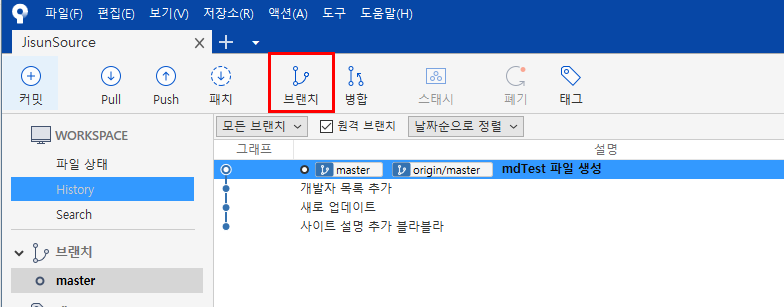 파일(F) 편집(E) 보기(V) 저장소(R) 액션(A) 도구 도움말(H)
JisunSource
커밋 Pull Push 패치 브랜치 병합 스태시 폐기 태그
WORKSPACE
파일 상태
History
Search
브랜치
master
모든 브랜치 원격 브랜치 날짜순으로 정렬
그래프 설명
master origin/master mdTest 파일 생성
개발자 목록 추가
새로 업데이트
사이트 설명 추가 블라블라